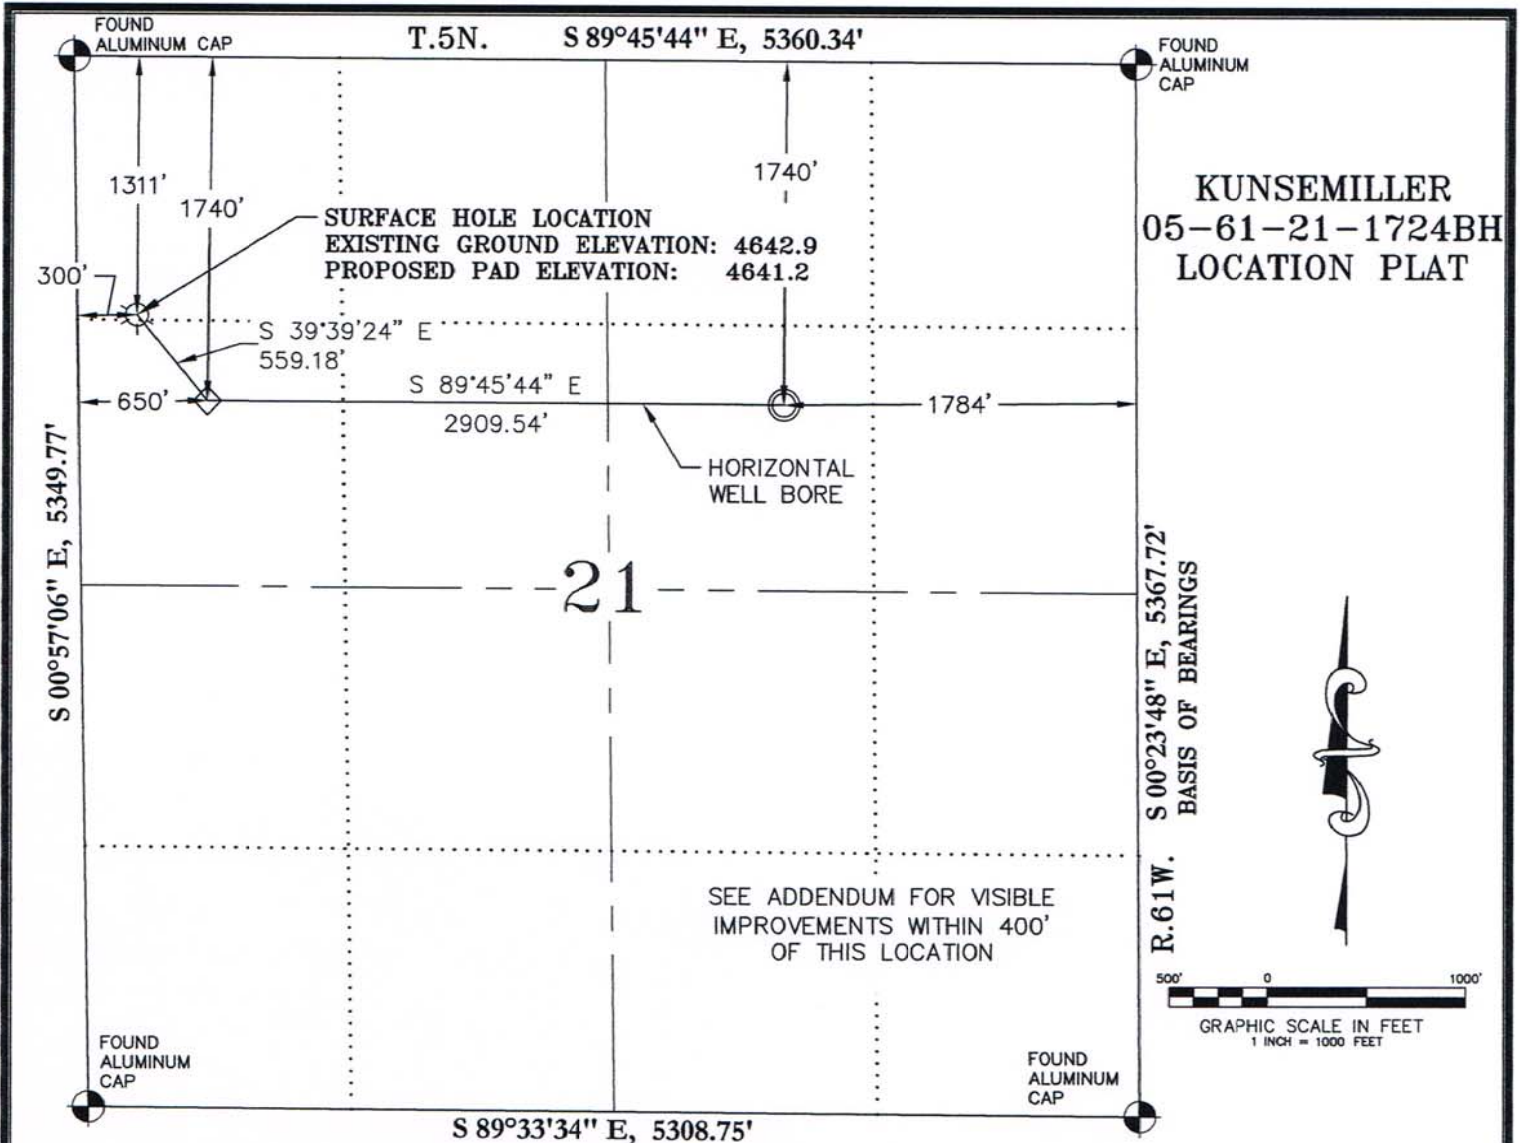 FOUND
ALUMINUM CAP
T.5N.
S 89°45'44" E, 5360.34'
FOUND
ALUMINUM
CAP
KUNSEMILLER
05-61-21-1724BH
LOCATION PLAT
1311'
1740'
1740'
SURFACE HOLE LOCATION
EXISTING GROUND ELEVATION: 4642.9
PROPOSED PAD ELEVATION: 4641.2
300'
S 39°39'24" E
559.18'
650'
S 89°45'44" E
2909.54'
1784'
HORIZONTAL
WELL BORE
S 00°57'06" E, 5349.77'
21
S 00°23'48" E, 5367.72'
BASIS OF BEARINGS
R.61W.
SEE ADDENDUM FOR VISIBLE
IMPROVEMENTS WITHIN 400'
OF THIS LOCATION
500' 0 1000'
GRAPHIC SCALE IN FEET
1 INCH = 1000 FEET
FOUND
ALUMINUM
CAP
FOUND
ALUMINUM
CAP
S 89°33'34" E, 5308.75'